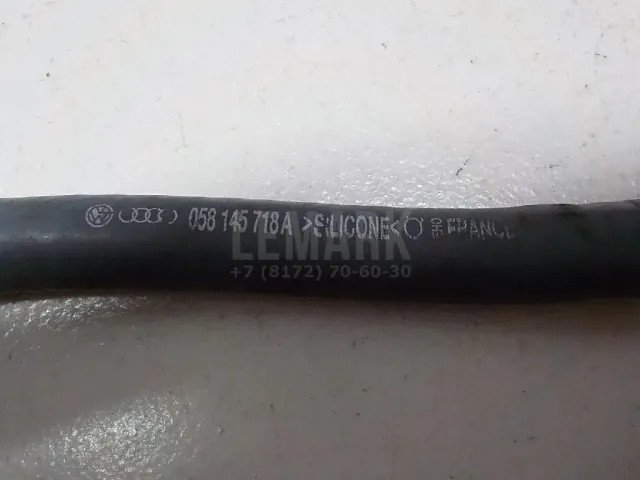 058 145 718 A >SILICONE< FRANCE
LEMARK
+7 (8172) 70-60-30